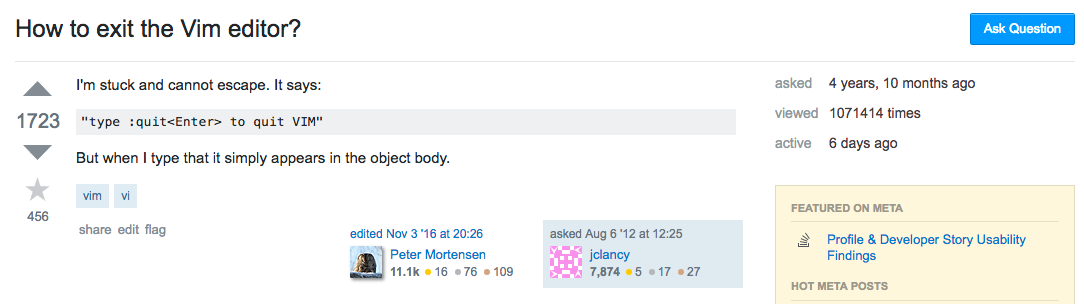 How to exit the Vim editor?
Ask Question
1723
456
I'm stuck and cannot escape. It says:
"type :quit<Enter> to quit VIM"
But when I type that it simply appears in the object body.
vim vi
share edit flag
edited Nov 3 '16 at 20:26
Peter Mortensen
11.1k 16 76 109
asked Aug 6 '12 at 12:25
jclancy
7,874 5 17 27
asked 4 years, 10 months ago
viewed 1071414 times
active 6 days ago
FEATURED ON META
Profile & Developer Story Usability
Findings
HOT META POSTS